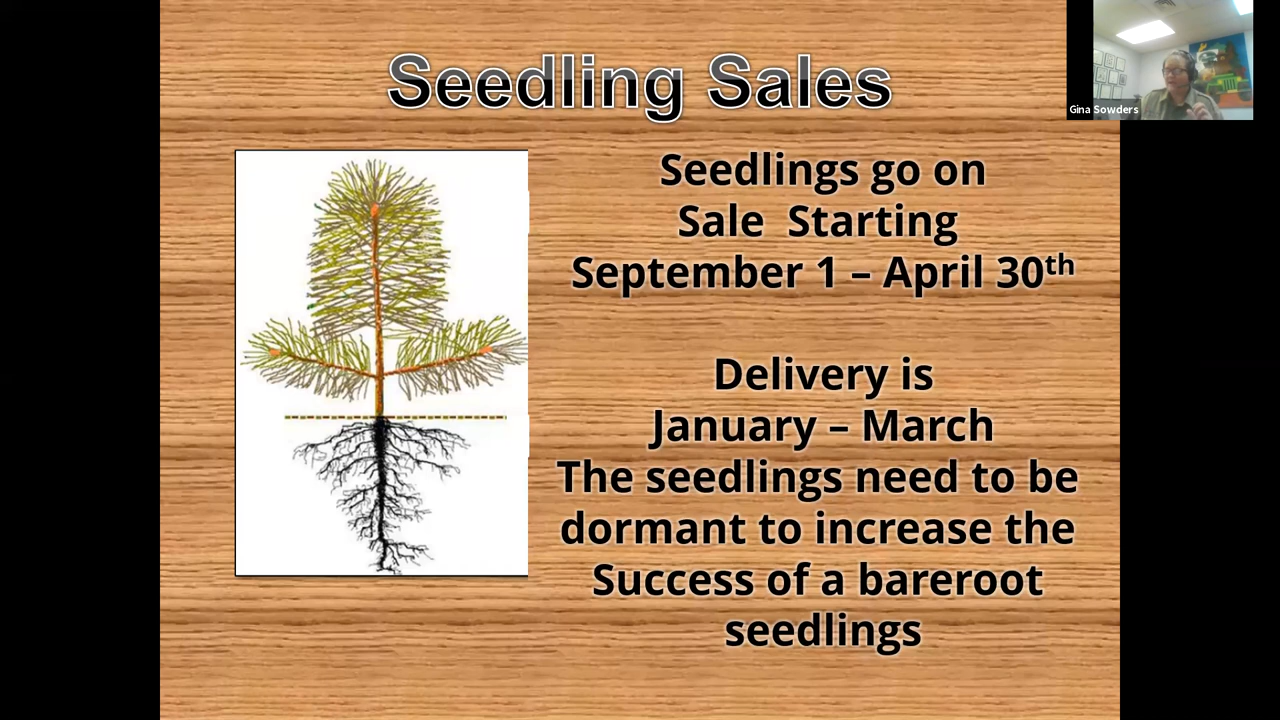 Seedling Sales
Gina Sowders
Seedlings go on
Sale Starting
September 1 – April 30th
Delivery is
January – March
The seedlings need to be
dormant to increase the
Success of a bareroot
seedlings